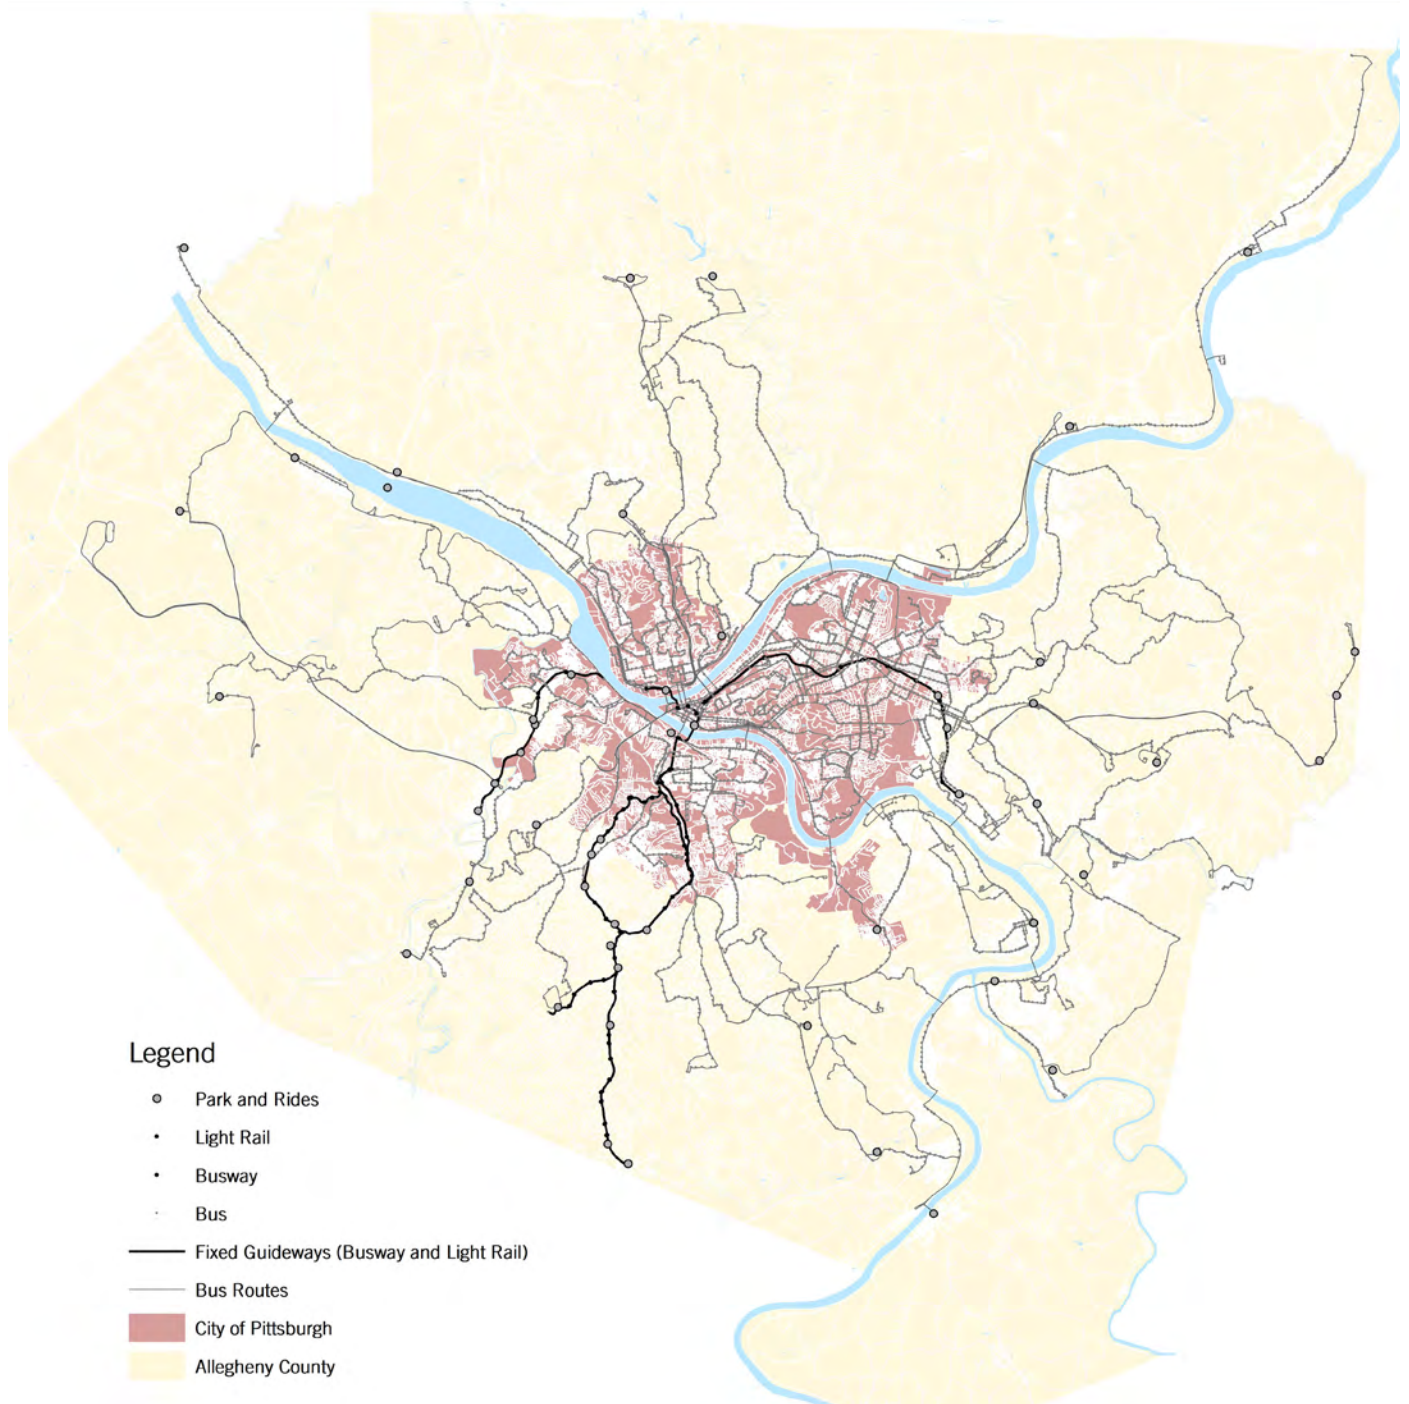 Legend
Park and Rides
Light Rail
Busway
Bus
Fixed Guideways (Busway and Light Rail)
Bus Routes
City of Pittsburgh
Allegheny County